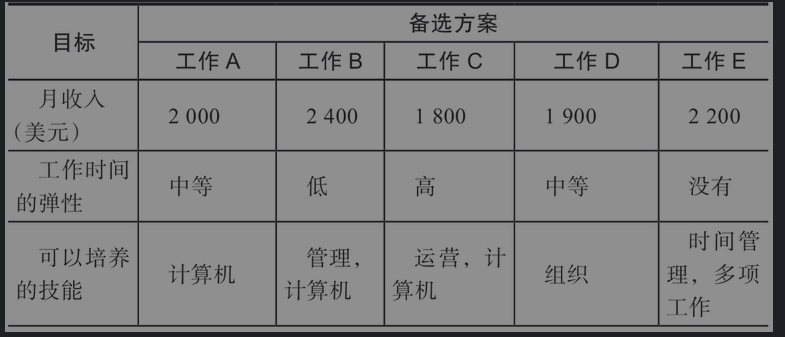 目标
备选方案
工作 A
工作 B
工作 C
工作 D
工作 E
月收入
（美元）
2 000
2 400
1 800
1 900
2 200
工作时间
的弹性
中等
低
高
中等
没有
可以培养
的技能
计算机
管理，
计算机
运营，计
算机
组织
时间管
理，多项
工作